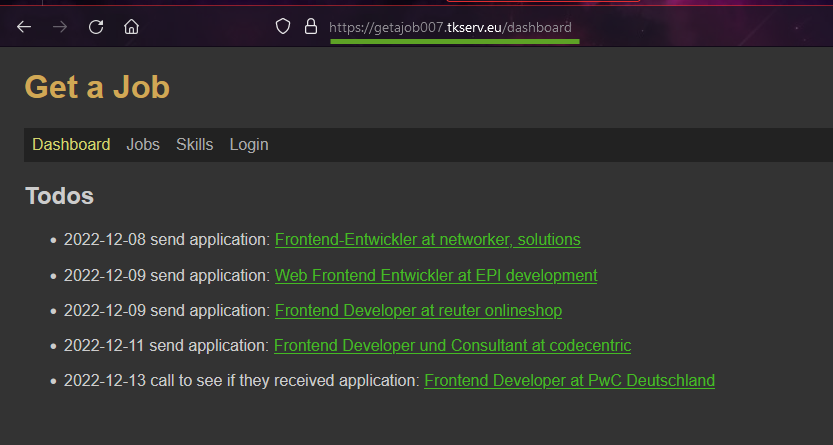 https://getajob007.tkserv.eu/dashboard
Get a Job
Dashboard Jobs Skills Login
Todos
2022-12-08 send application: Frontend-Entwickler at networker, solutions
2022-12-09 send application: Web Frontend Entwickler at EPI development
2022-12-09 send application: Frontend Developer at reuter onlineshop
2022-12-11 send application: Frontend Developer und Consultant at codecentric
2022-12-13 call to see if they received application: Frontend Developer at PwC Deutschland